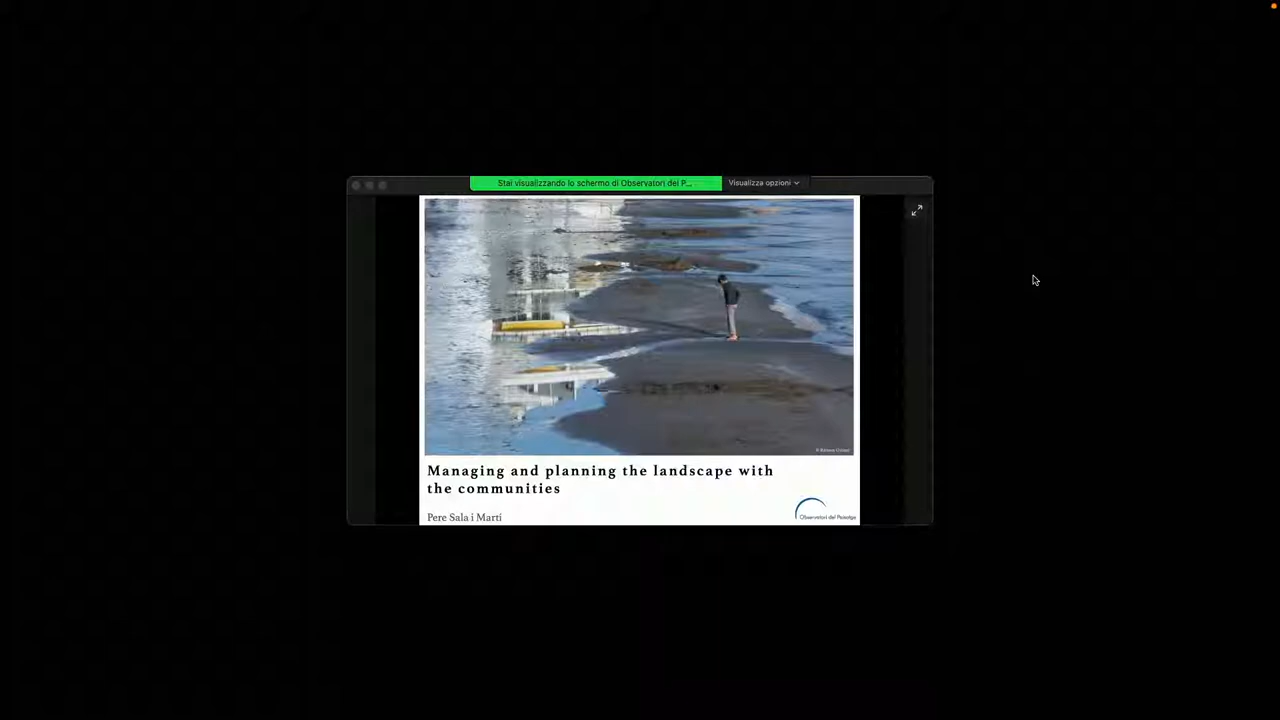 Stai visualizzando lo schermo di Observatori del P...
Visualizza opzioni
Managing and planning the landscape with
the communities
Pere Sala i Martí
Observatori del Paisatge